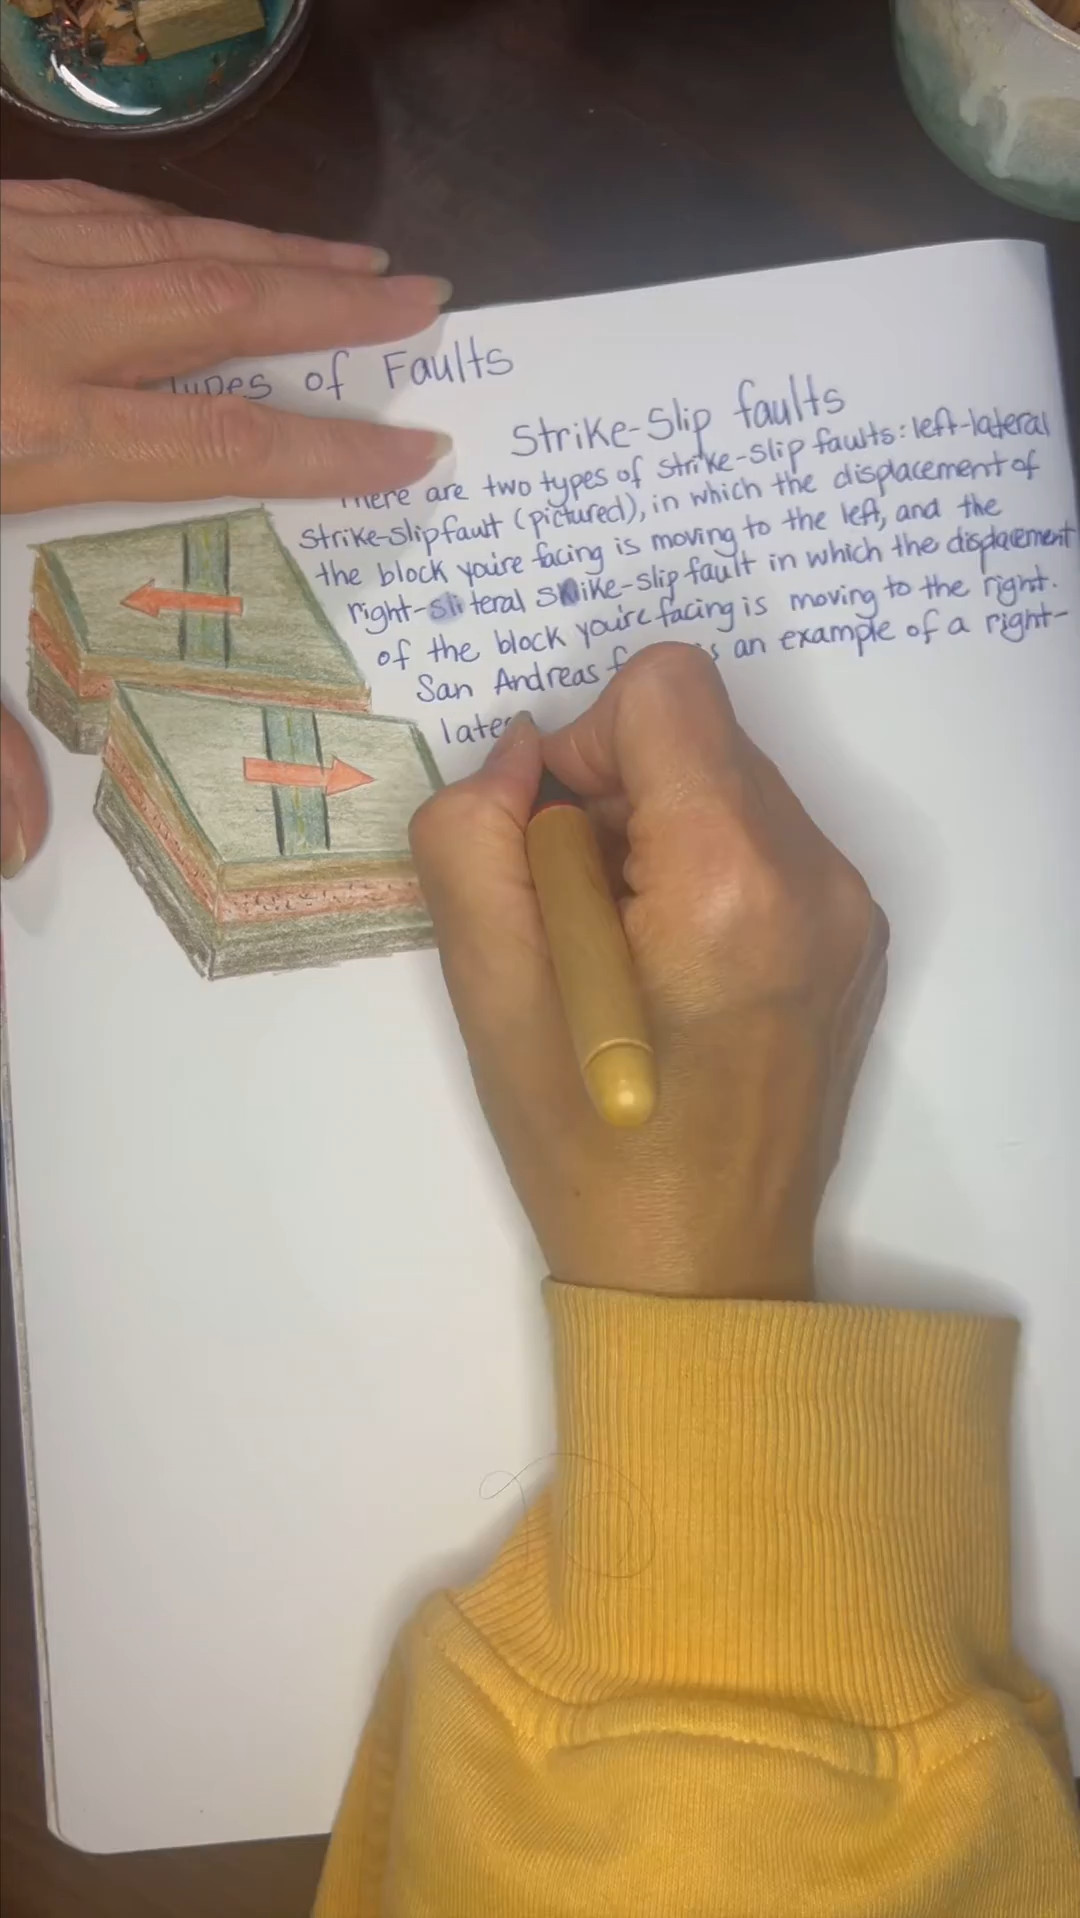 Types of Faults
Strike-Slip faults
There are two types of strike-slip faults: left-lateral
strike-slip fault (pictured), in which the displacement of
the block you're facing is moving to the left, and the
right-slteral strike-slip fault in which the displacement
of the block you're facing is moving to the right.
San Andreas an example of a right-
late